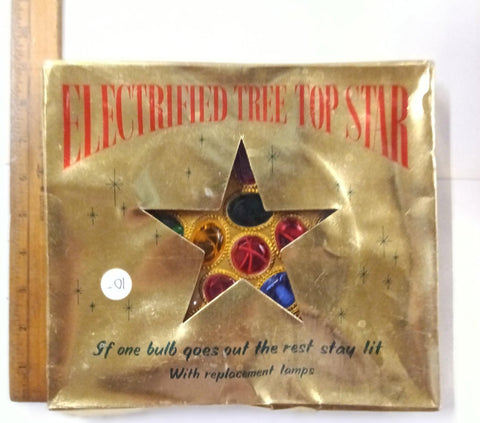 ELECTRIFIED TREE TOP STAR
If one bulb goes out the rest stay lit
With replacement lamps